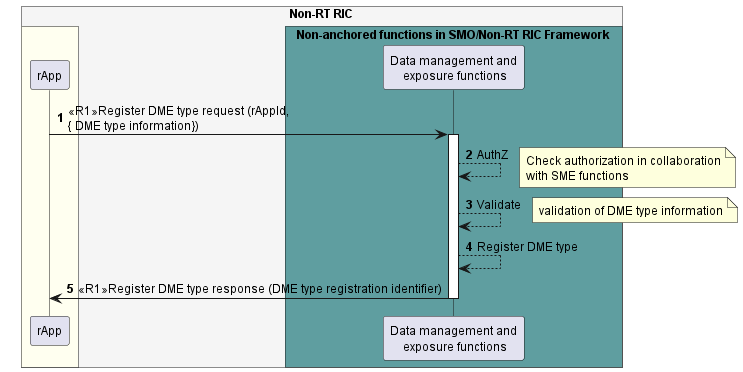 Non-RT RIC
Non-anchored functions in SMO/Non-RT RIC Framework
rApp
Data management and
exposure functions
1 «R1»Register DME type request (rAppId,
{ DME type information})
2 AuthZ
Check authorization in collaboration
with SME functions
3 Validate
validation of DME type information
4 Register DME type
5 «R1»Register DME type response (DME type registration identifier)
rApp
Data management and
exposure functions